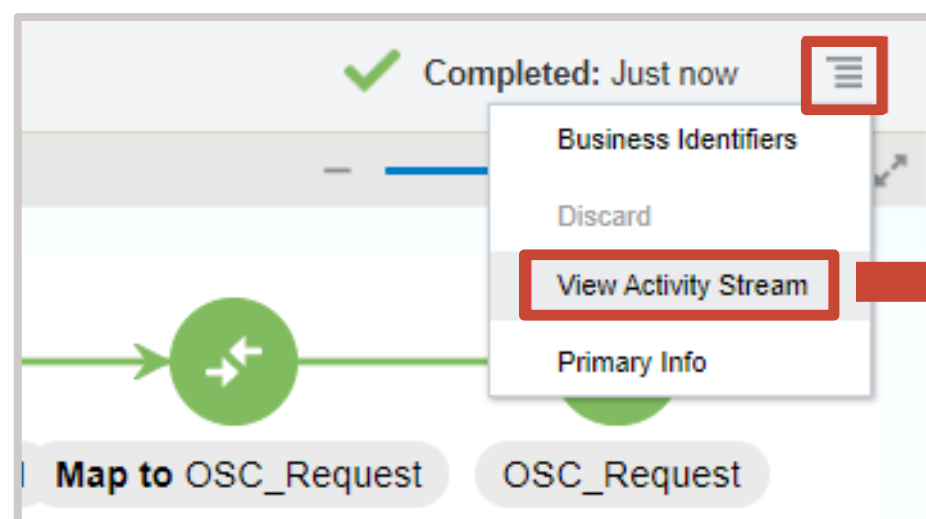 Completed: Just now
Business Identifiers
Discard
View Activity Stream
Primary Info
Map to OSC_Request
OSC_Request